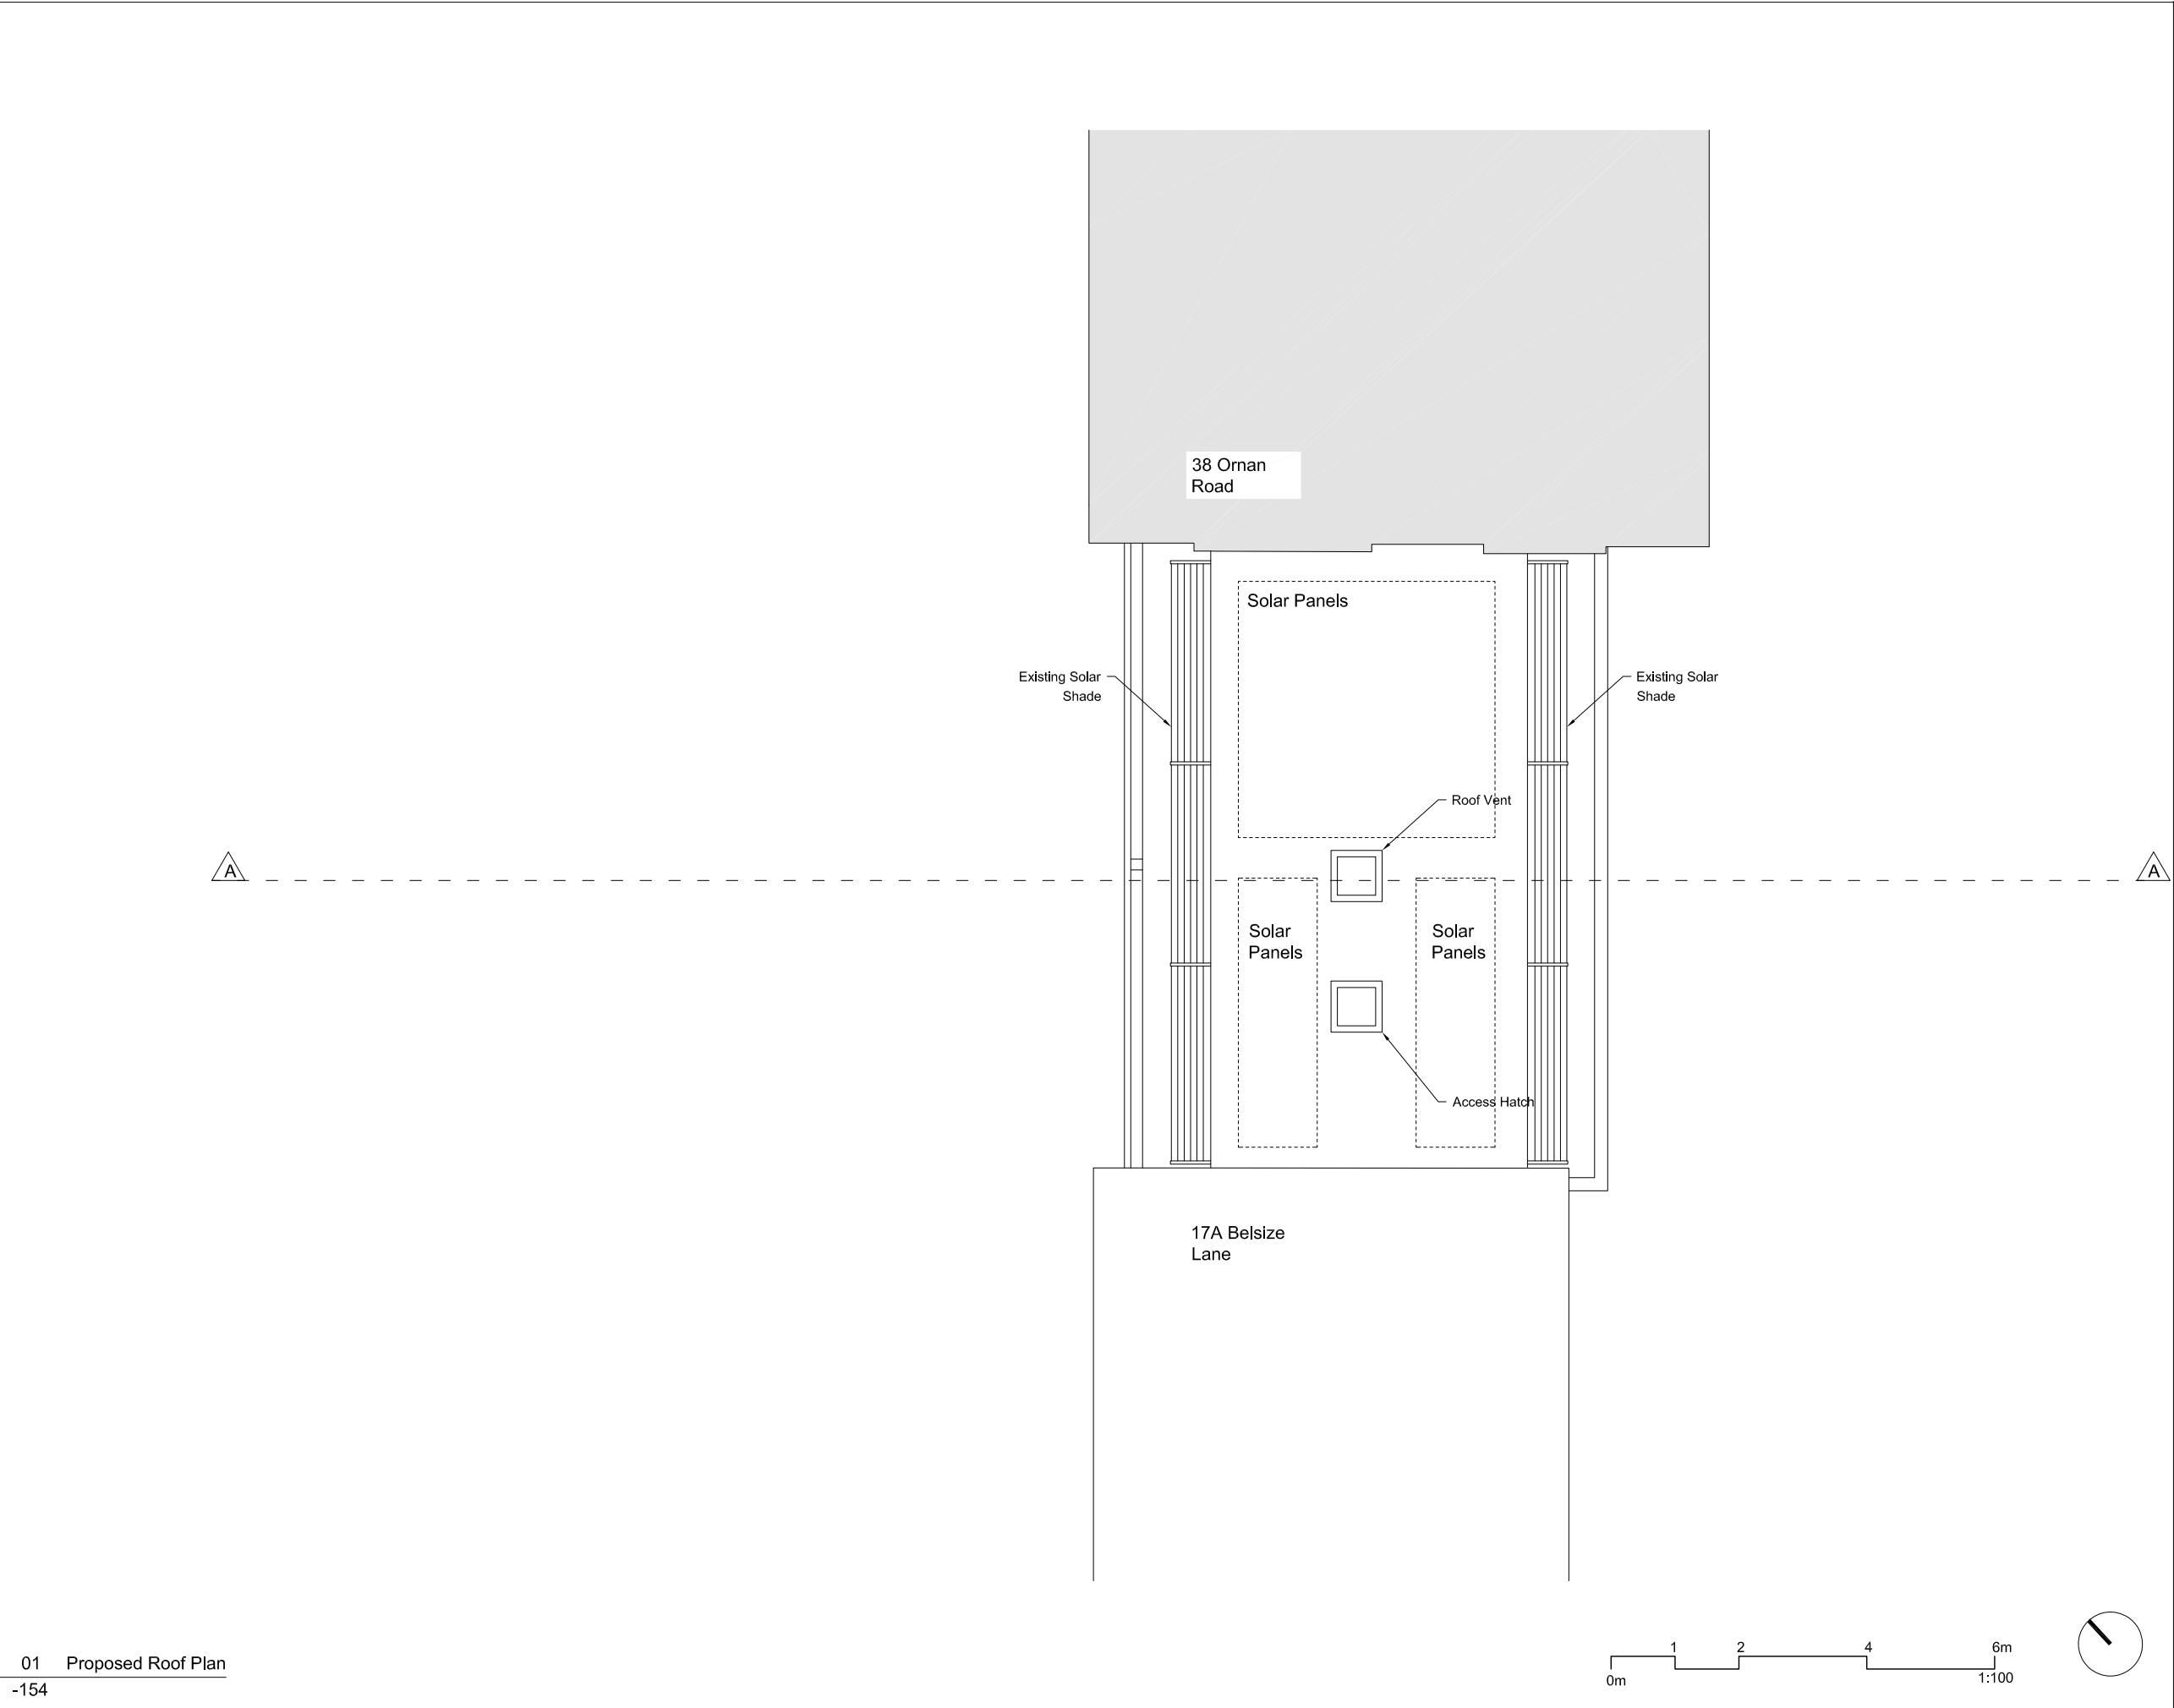 38 Ornan
Road
Solar Panels
Existing Solar
Shade
Existing Solar
Shade
Roof Vent
A
A
Solar
Panels
Solar
Panels
Access Hatch
17A Belsize
Lane
01 Proposed Roof Plan
-154
1 2 4 6m
0m 1:100